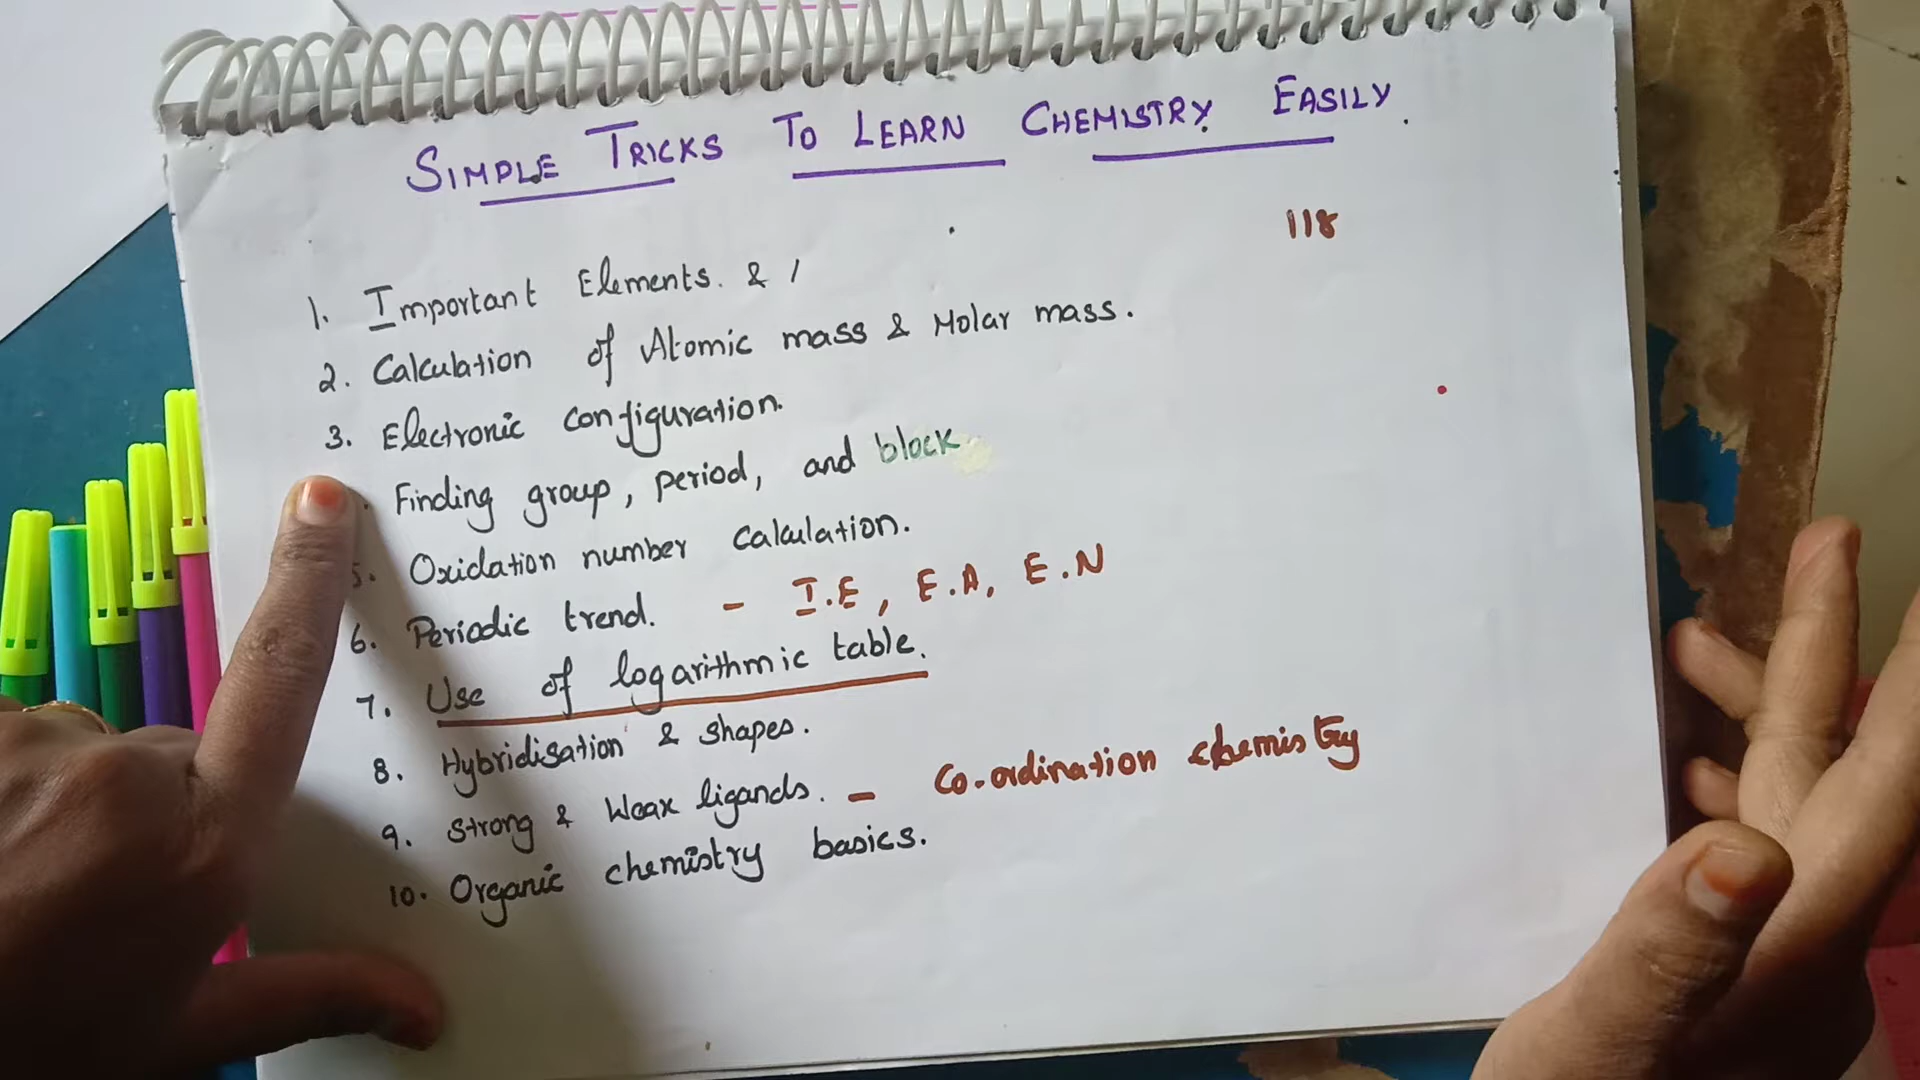 SIMPLE TRICKS TO LEARN CHEMISTRY EASILY.
118
1. Important Elements. & /
2. Calculation of Atomic mass & Molar mass.
3. Electronic configuration.
. Finding group, period, and block
5. Oxidation number calculation.
6. Periodic trend. - I.E, E.A, E.N
7. Use of logarithmic table.
8. Hybridisation & shapes.
9. Strong & Weak ligands. - Co-ordination chemistry
10. Organic chemistry basics.